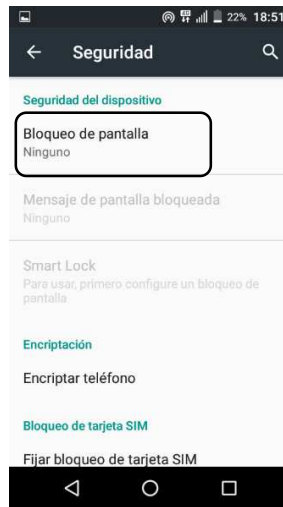 22% 18:51
Seguridad
Seguridad del dispositivo
Bloqueo de pantalla
Ninguno
Mensaje de pantalla bloqueada
Ninguno
Smart Lock
Para usar, primero configure un bloqueo de
pantalla
Encriptación
Encriptar teléfono
Bloqueo de tarjeta SIM
Fijar bloqueo de tarjeta SIM